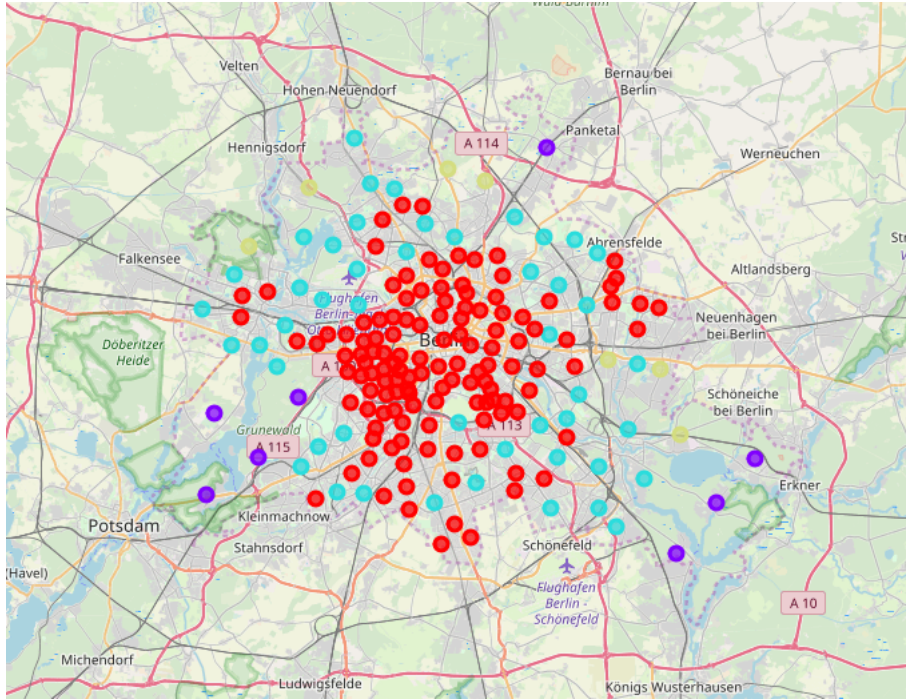 Wald Barnim
Velten
Hohen Neuendorf
Bernau bei
Berlin
Panketal
A 114
Hennigsdorf
Werneuchen
Ahrensfelde
Falkensee
Altlandsberg
Flughafen
Berlin
Neuenhagen
bei Berlin
Döberitzer
Heide
Schöneiche
bei Berlin
Grunewald
A 115
A 113
Erkner
Potsdam
Kleinmachnow
Stahnsdorf
Schönefeld
(Havel)
Flughafen
Berlin -
Schönefeld
A 10
Michendorf
Ludwigsfelde
Königs Wusterhausen